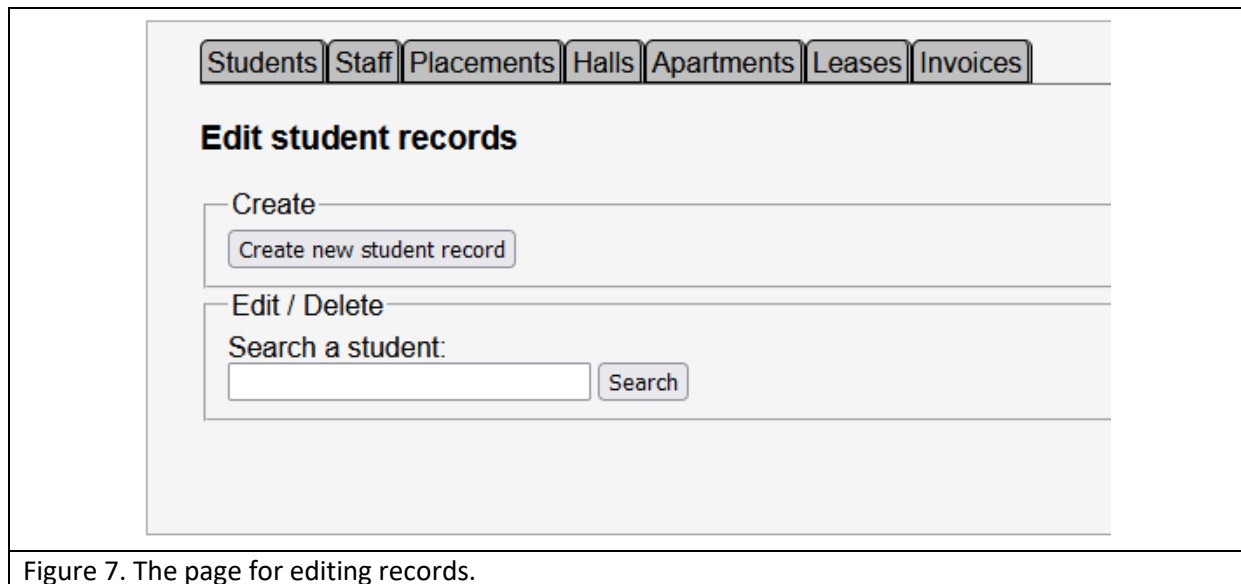 Students Staff Placements Halls Apartments Leases Invoices
Edit student records
Create
Create new student record
Edit / Delete
Search a student:
Search
Figure 7. The page for editing records.